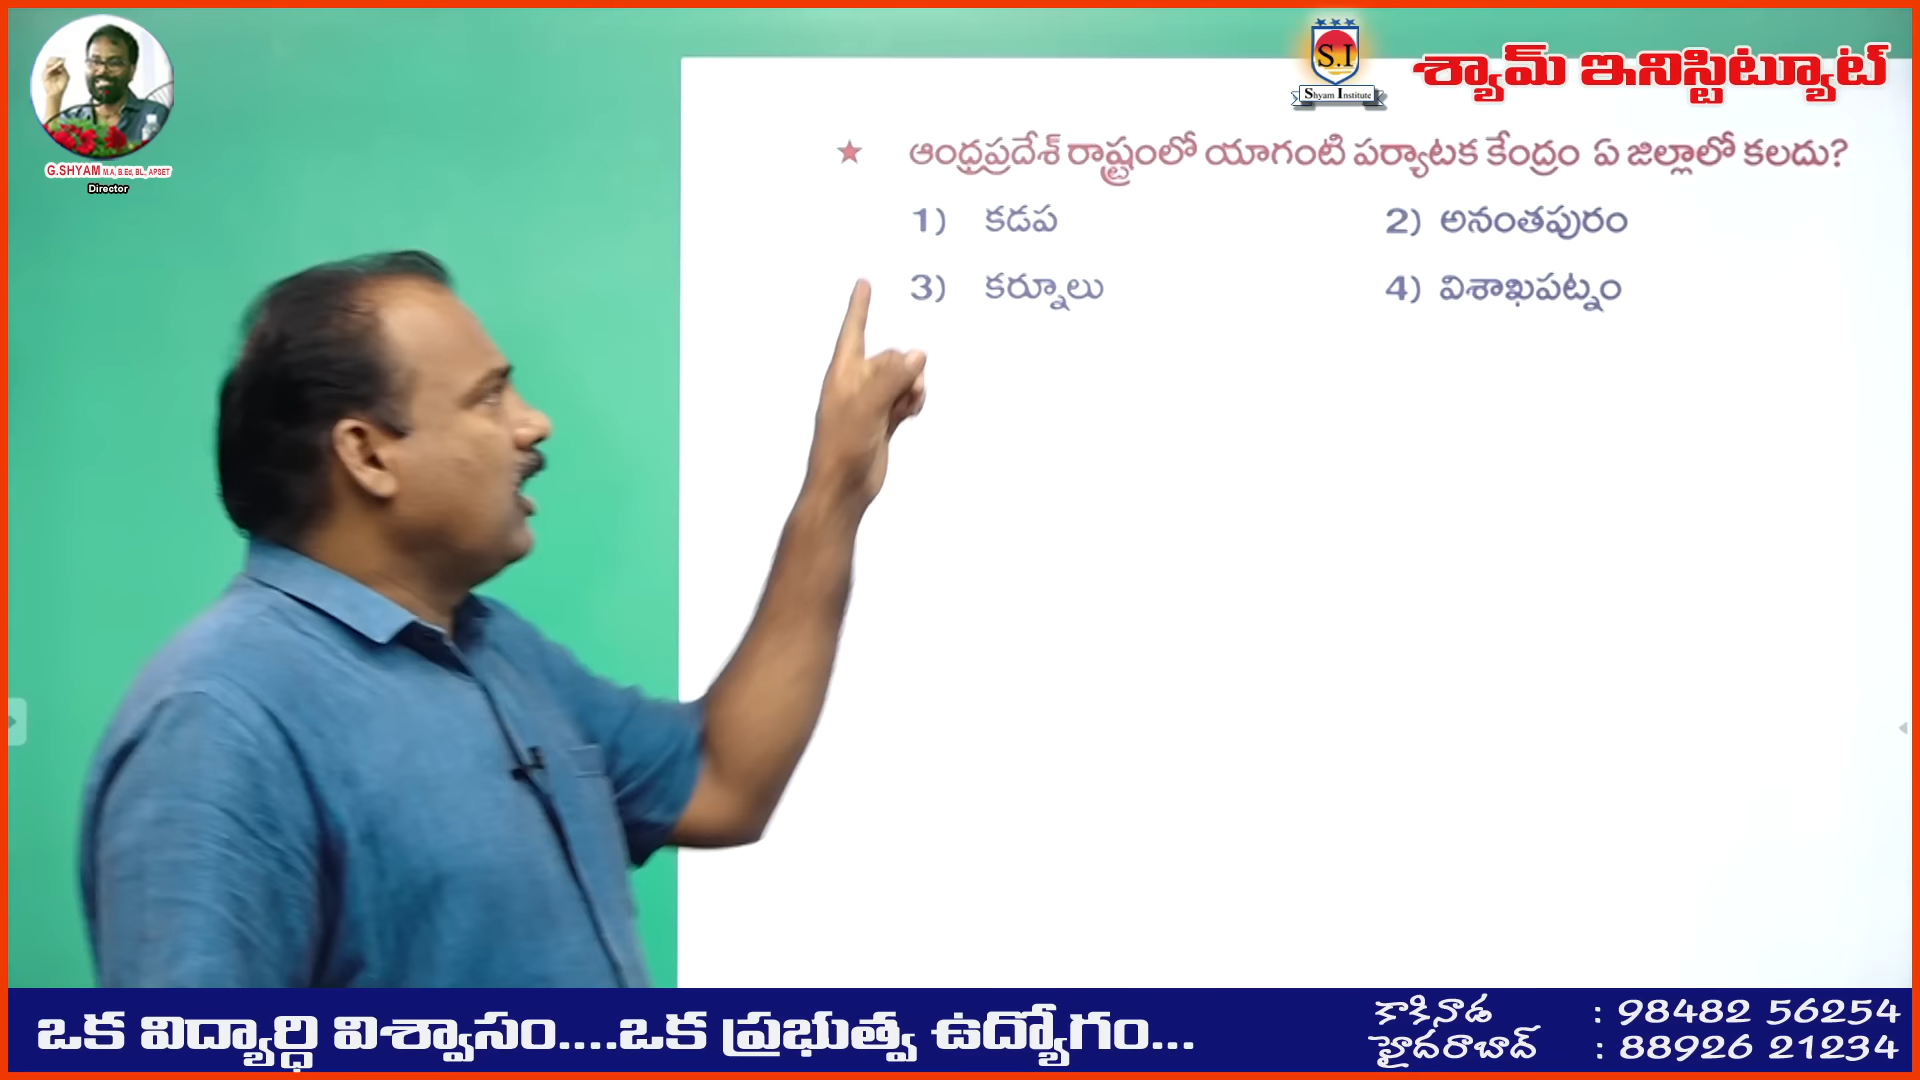 S.I
Shyam Institute
శ్యామ్ ఇనిస్టిట్యూట్
G.SHYAM M.A, B.Ed, BL., APSET
Director
★ ఆంధ్రప్రదేశ్ రాష్ట్రంలో యాగంటి పర్యాటక కేంద్రం ఏ జిల్లాలో కలదు?
1) కడప 2) అనంతపురం
3) కర్నూలు 4) విశాఖపట్నం
ఒక విద్యార్ధి విశ్వాసం....ఒక ప్రభుత్వ ఉద్యోగం...
కాకినాడ : 98482 56254
హైదరాబాద్ : 88926 21234